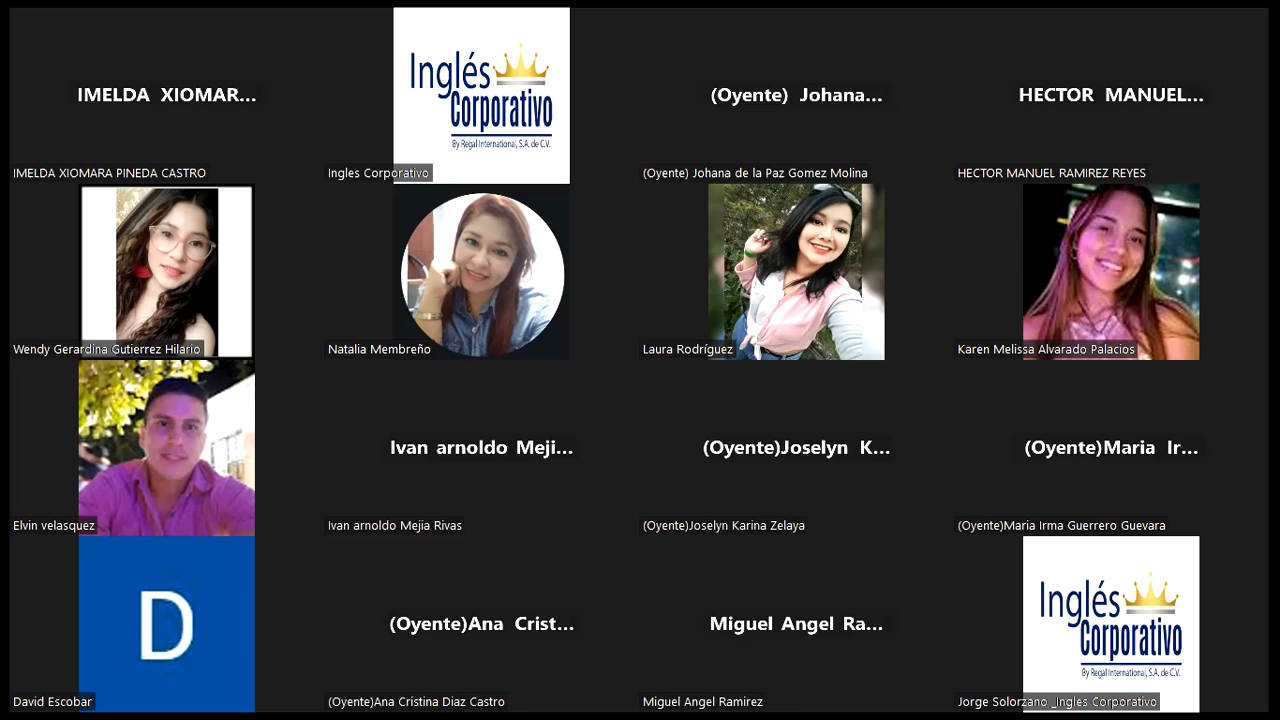 IMELDA XIOMAR...
Inglés
Corporativo
By Regal International, S.A. de C.V.
(Oyente) Johana...
HECTOR MANUEL...
IMELDA XIOMARA PINEDA CASTRO
Ingles Corporativo
(Oyente) Johana de la Paz Gomez Molina
HECTOR MANUEL RAMIREZ REYES
Wendy Gerardina Gutierrez Hilario
Natalia Membreño
Laura Rodríguez
Karen Melissa Alvarado Palacios
Ivan arnoldo Meji...
(Oyente)Joselyn K...
(Oyente)Maria Ir...
Elvin velasquez
Ivan arnoldo Mejia Rivas
(Oyente)Joselyn Karina Zelaya
(Oyente)Maria Irma Guerrero Guevara
D
(Oyente)Ana Crist...
Miguel Angel Ra...
Inglés
Corporativo
By Regal International, S.A. de C.V.
David Escobar
(Oyente)Ana Cristina Diaz Castro
Miguel Angel Ramirez
Jorge Solorzano _Ingles Corporativo